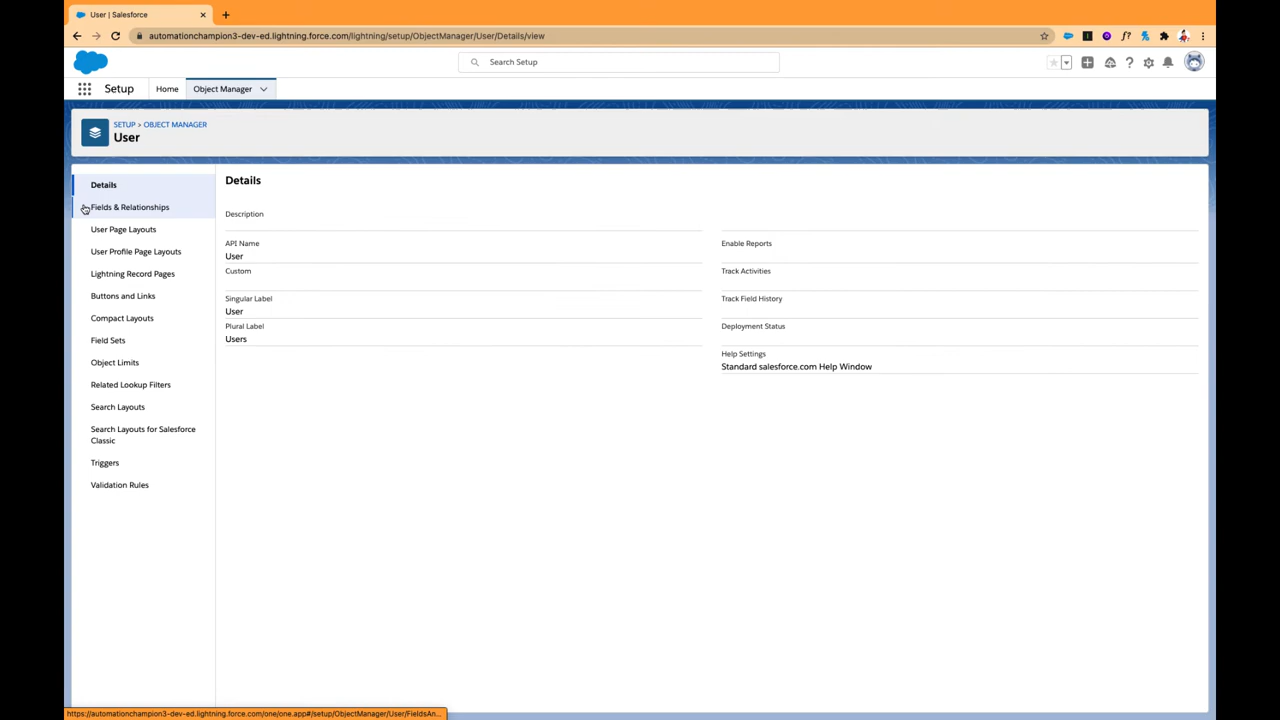 User | Salesforce
automationchampion3-dev-ed.lightning.force.com/lightning/setup/ObjectManager/User/Details/view
Search Setup
Setup
Home
Object Manager
SETUP > OBJECT MANAGER
User
Details
Fields & Relationships
User Page Layouts
User Profile Page Layouts
Lightning Record Pages
Buttons and Links
Compact Layouts
Field Sets
Object Limits
Related Lookup Filters
Search Layouts
Search Layouts for Salesforce
Classic
Triggers
Validation Rules
Details
Description
API Name
User
Custom
Singular Label
User
Plural Label
Users
Enable Reports
Track Activities
Track Field History
Deployment Status
Help Settings
Standard salesforce.com Help Window
https://automationchampion3-dev-ed.lightning.force.com/one/one.app#/setup/ObjectManager/User/FieldsAn...